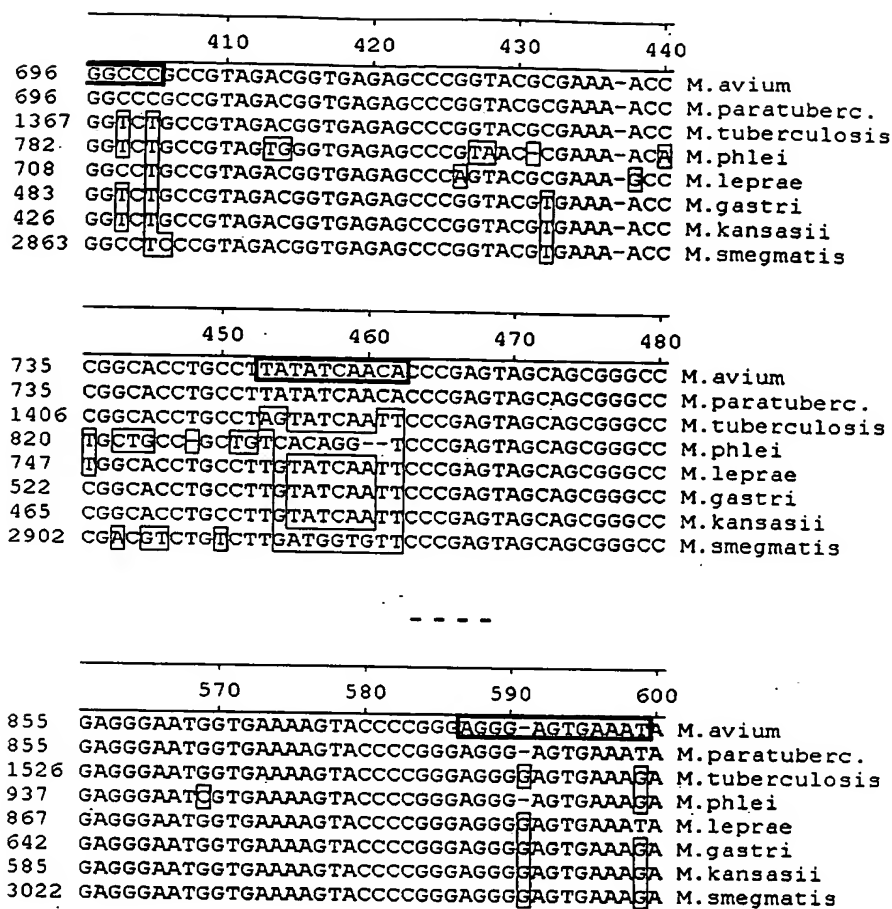 410 420 430 440
696 GGCCCGCCGTAGACGGTGAGAGCCCGGTACGCGAAA-ACC M.avium
696 GGCCCGCCGTAGACGGTGAGAGCCCGGTACGCGAAA-ACC M.paratuberc.
1367 GGTCTGCCGTAGACGGTGAGAGCCCGGTACGCGAAA-ACC M.tuberculosis
782 GGTCTGCCGTAGTGGGTGAGAGCCCGTAAC-CGAAA-ACA M.phlei
708 GGCCTGCCGTAGACGGTGAGAGCCCAGTACGCGAAA-GCC M.leprae
483 GGTCTGCCGTAGACGGTGAGAGCCCGGTACGTGAAA-ACC M.gastri
426 GGTCTGCCGTAGACGGTGAGAGCCCGGTACGTGAAA-ACC M.kansasii
2863 GGCCTCCCGTAGACGGTGAGAGCCCGGTACGTGAAA-ACC M.smegmatis
450 460 470 480
735 CGGCACCTGCCTTATATCAACACCCGAGTAGCAGCGGGCC M.avium
735 CGGCACCTGCCTTATATCAACACCCGAGTAGCAGCGGGCC M.paratuberc.
1406 CGGCACCTGCCTAGTATCAATTCCCGAGTAGCAGCGGGCC M.tuberculosis
820 TGCTGCC-GCTGTCACAGG--TCCCGAGTAGCAGCGGGCC M.phlei
747 TGGCACCTGCCTTGTATCAATTCCCGAGTAGCAGCGGGCC M.leprae
522 CGGCACCTGCCTTGTATCAATTCCCGAGTAGCAGCGGGCC M.gastri
465 CGGCACCTGCCTTGTATCAATTCCCGAGTAGCAGCGGGCC M.kansasii
2902 CGACGTCTGTCTTGATGGTGTTCCCGAGTAGCAGCGGGCC M.smegmatis
- - - -
570 580 590 600
855 GAGGGAATGGTGAAAAGTACCCCGGGAGGG-AGTGAAATA M.avium
855 GAGGGAATGGTGAAAAGTACCCCGGGAGGG-AGTGAAATA M.paratuberc.
1526 GAGGGAATGGTGAAAAGTACCCCGGGAGGGGAGTGAAAGA M.tuberculosis
937 GAGGGAATCGTGAAAAGTACCCCGGGAGGG-AGTGAAAGA M.phlei
867 GAGGGAATGGTGAAAAGTACCCCGGGAGGGGAGTGAAATA M.leprae
642 GAGGGAATGGTGAAAAGTACCCCGGGAGGGGAGTGAAAGA M.gastri
585 GAGGGAATGGTGAAAAGTACCCCGGGAGGGGAGTGAAAGA M.kansasii
3022 GAGGGAATGGTGAAAAGTACCCCGGGAGGGGAGTGAAAGA M.smegmatis